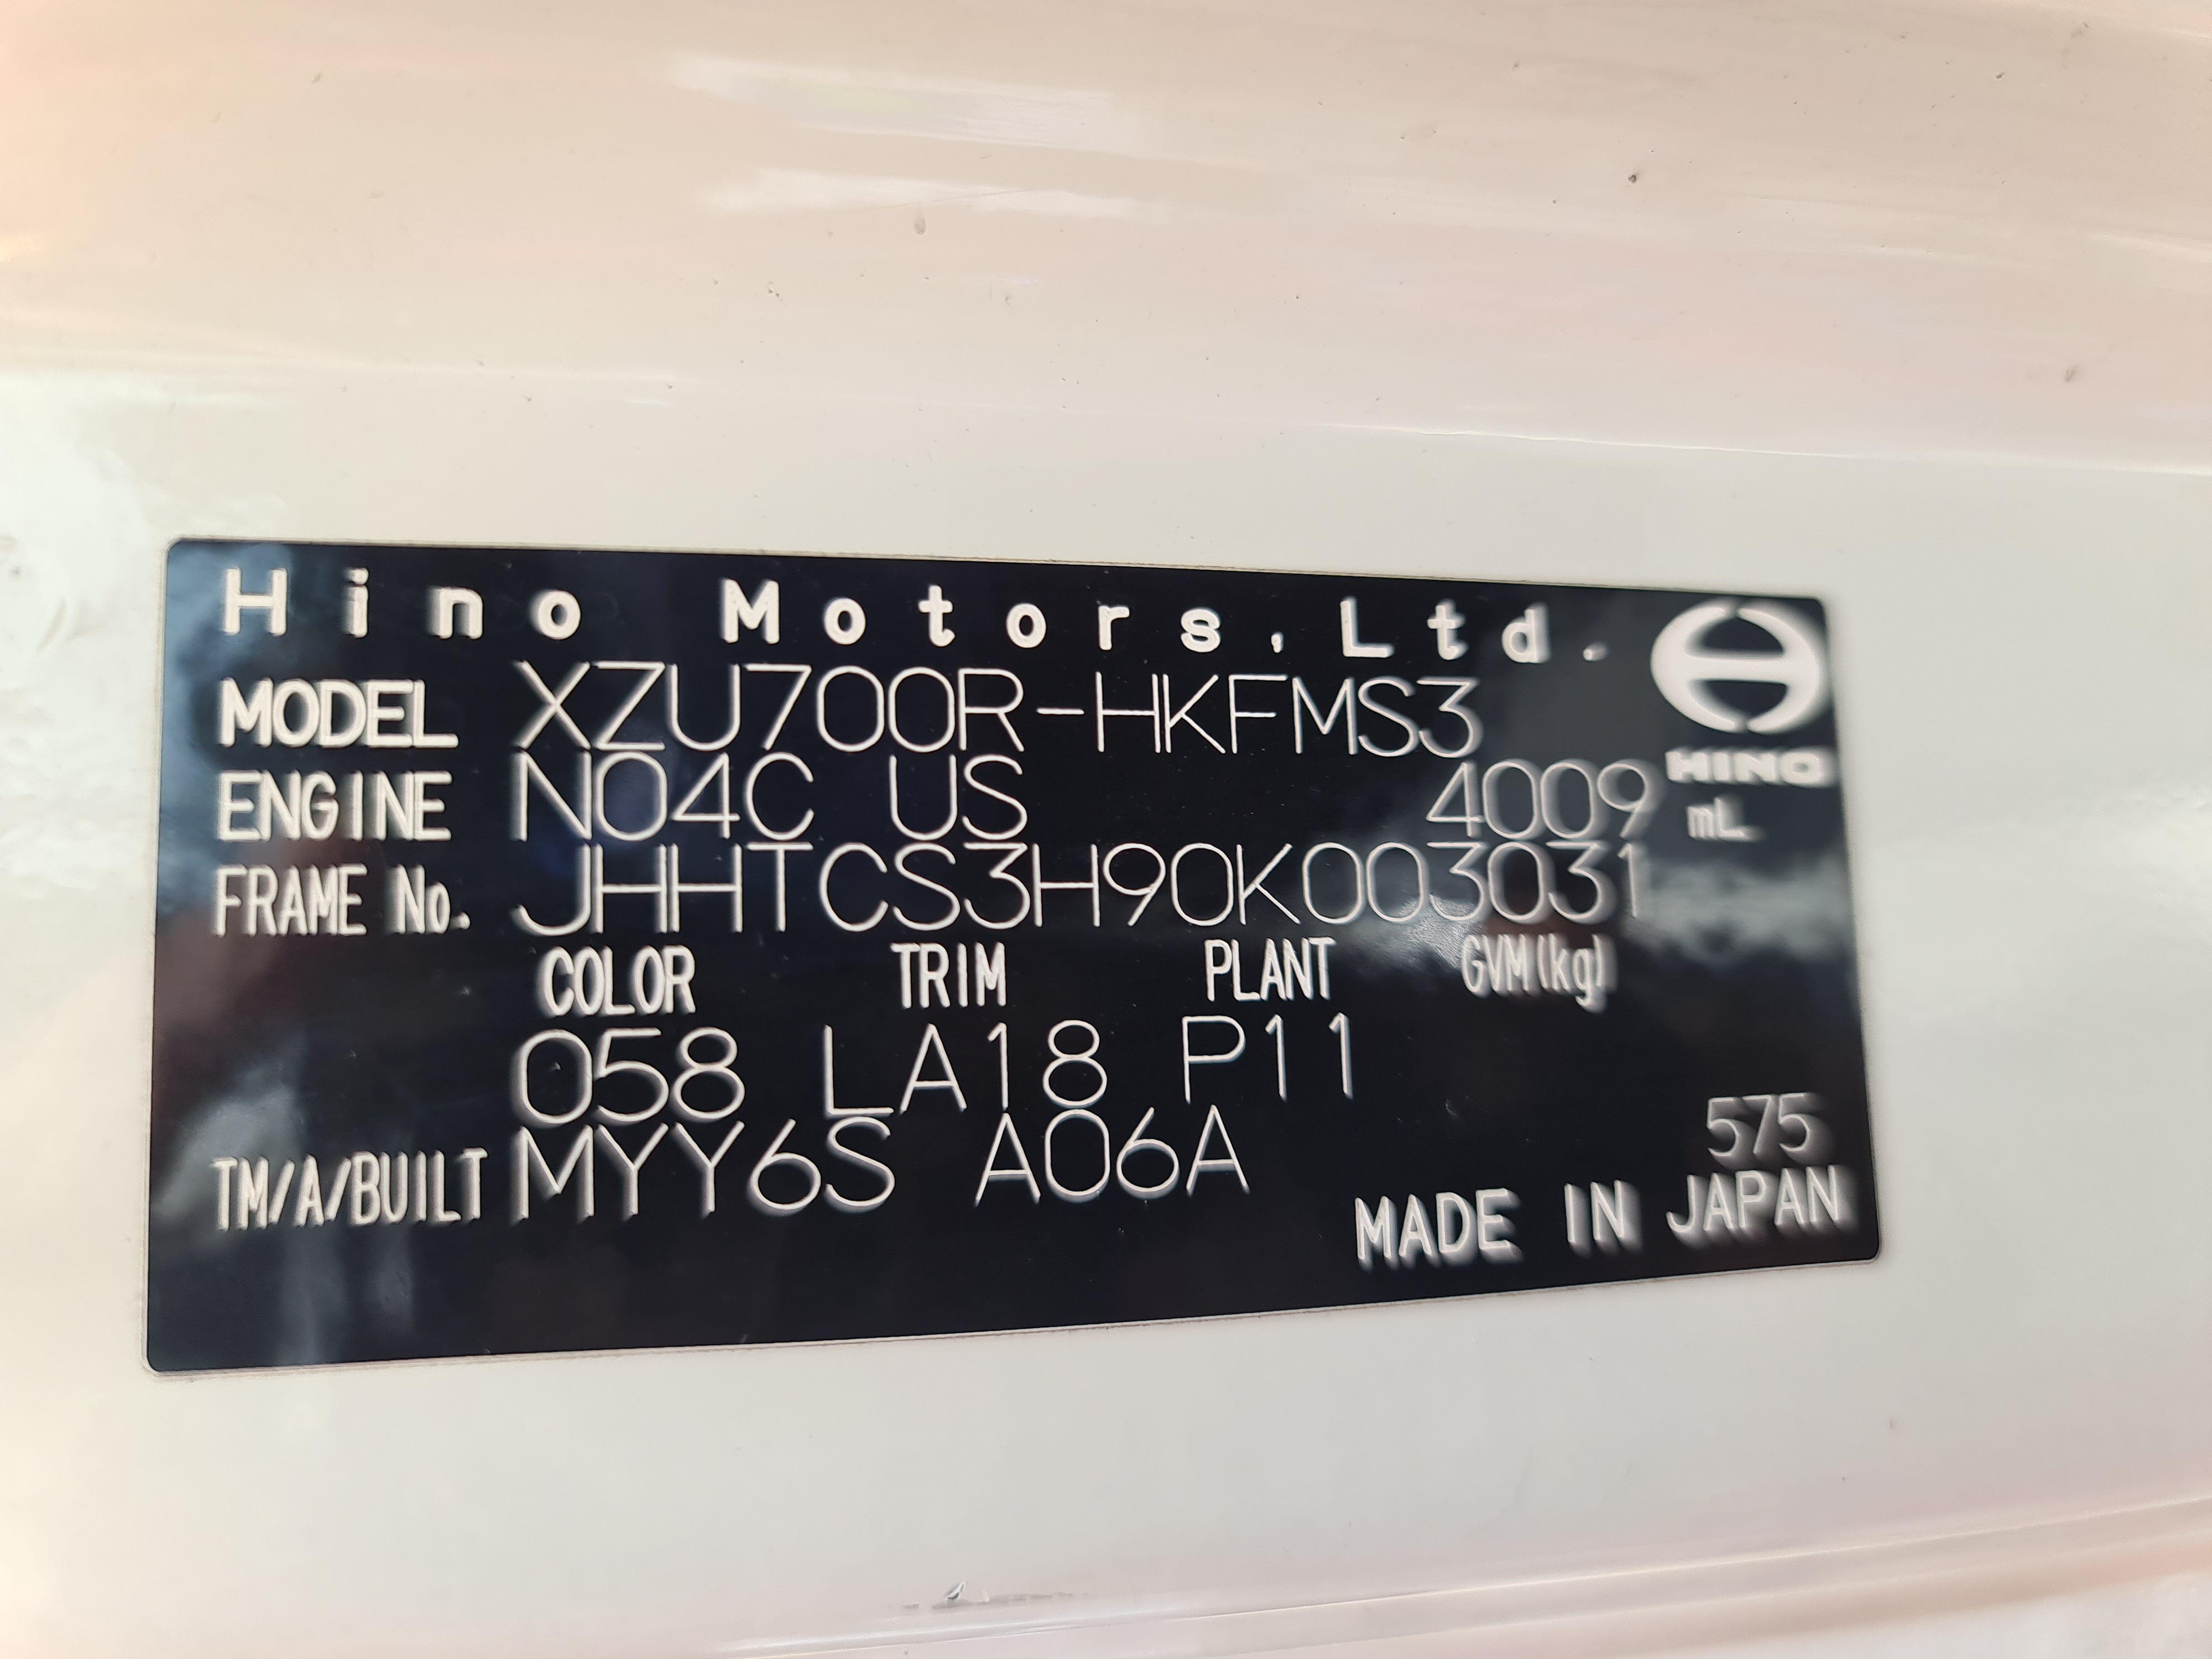 Hino Motors, Ltd.
MODEL XZU700R-HKFMS3
HINO
ENGINE N04C US 4009 mL
FRAME No. JHHTCS3H90K003031
COLOR TRIM PLANT GVM(kg)
058 LA18 P11
575
TM/A/BUILT MYY6S A06A
MADE IN JAPAN